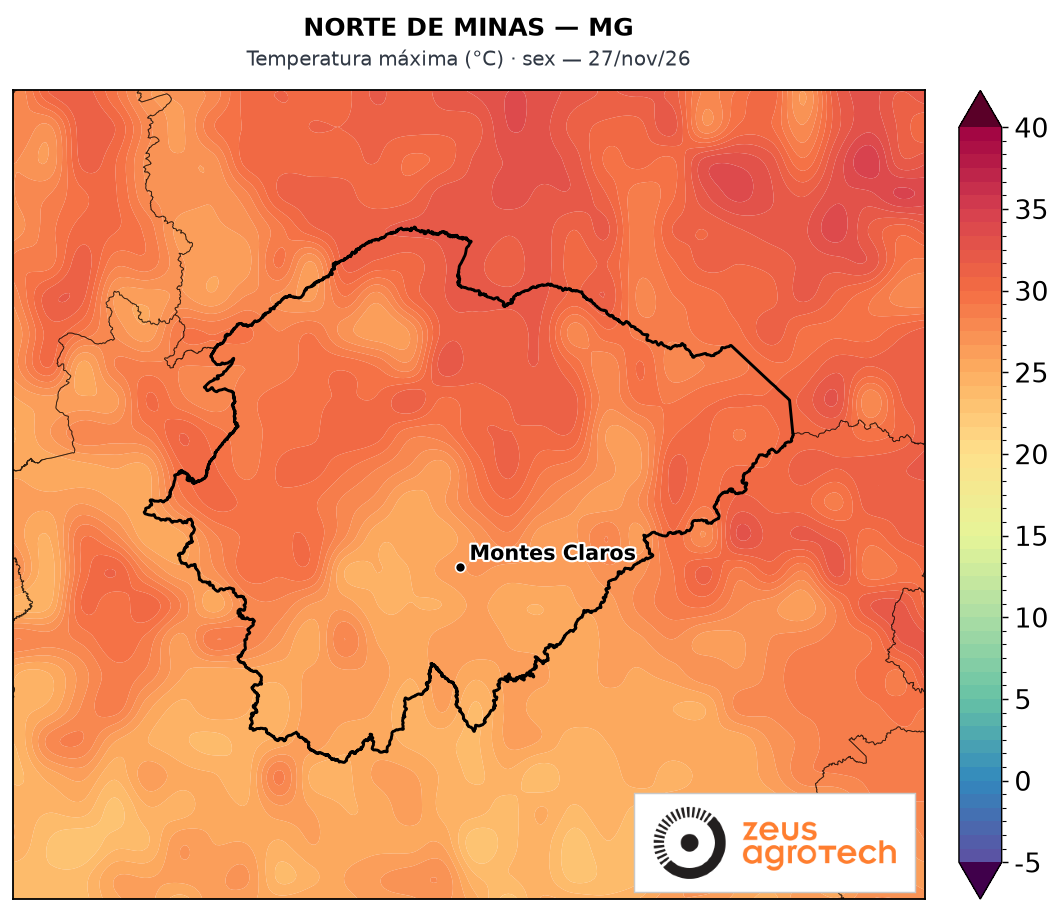 NORTE DE MINAS — MG
Temperatura máxima (°C) · sex — 27/nov/26
40
35
30
25
20
15
10
5
0
-5
Montes Claros
zeus
agrotech